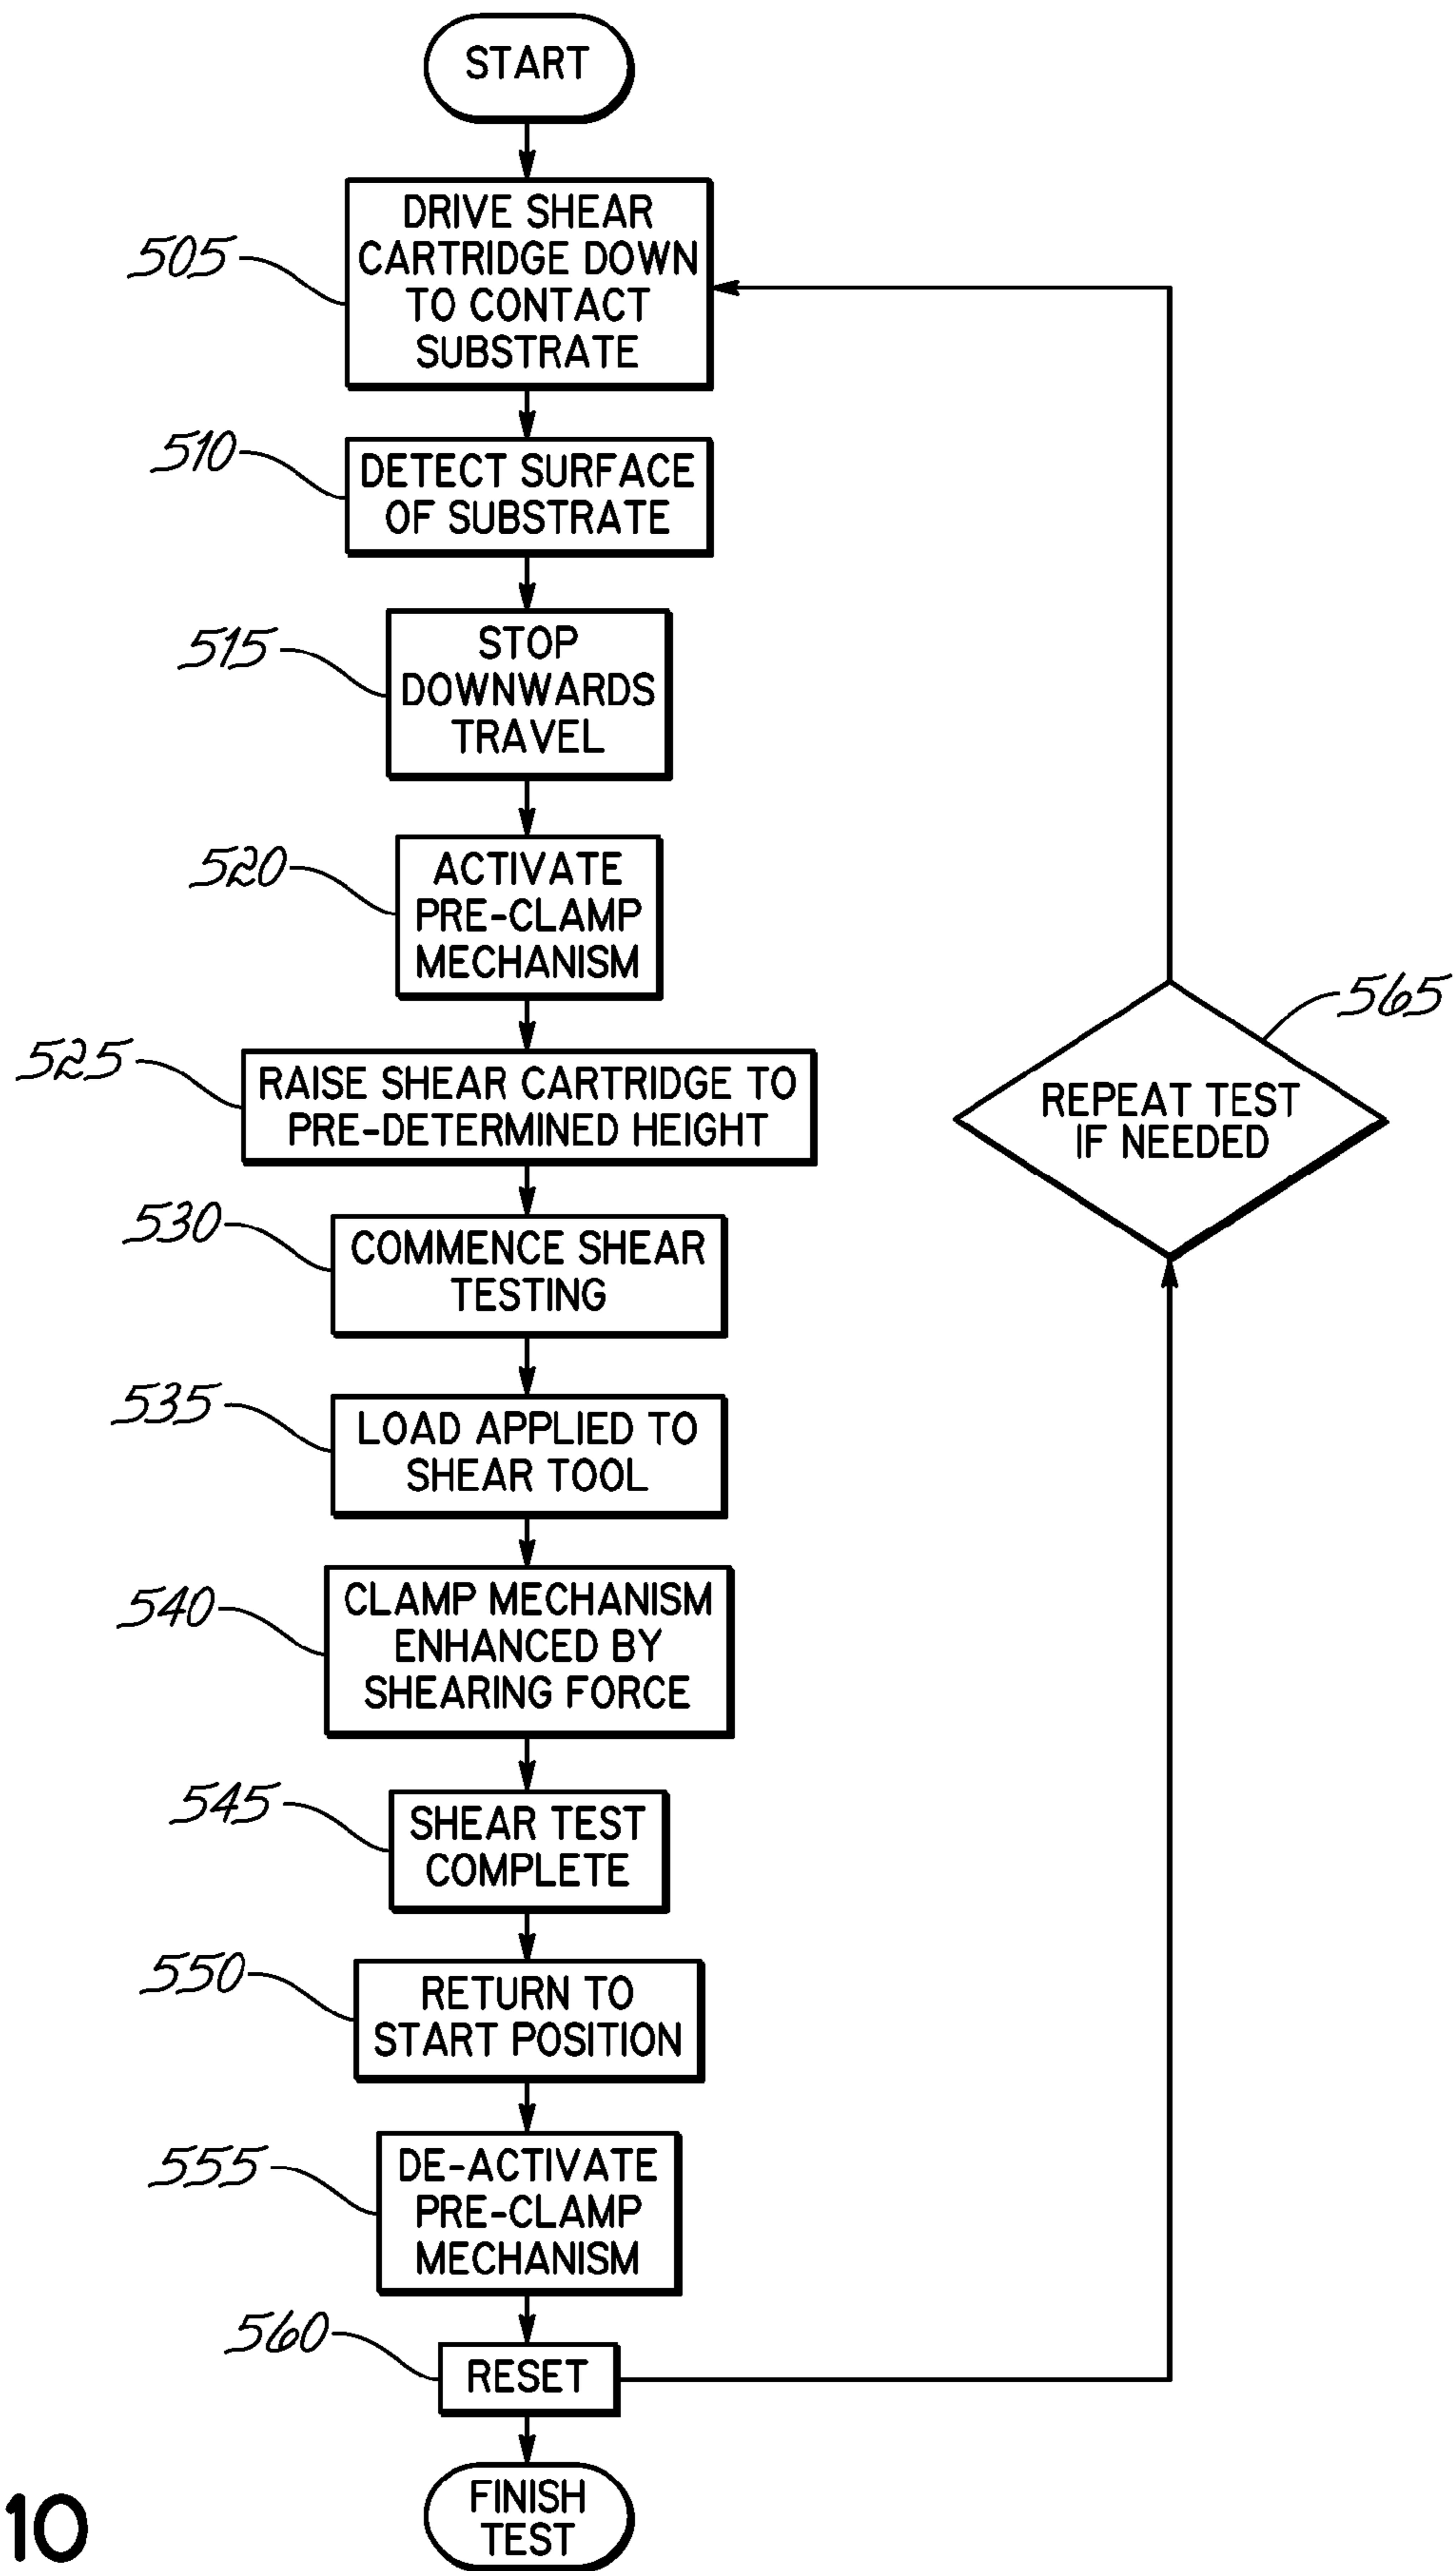 START
505
DRIVE SHEAR
CARTRIDGE DOWN
TO CONTACT
SUBSTRATE
510
DETECT SURFACE
OF SUBSTRATE
515
STOP
DOWNWARDS
TRAVEL
520
ACTIVATE
PRE-CLAMP
MECHANISM
525
RAISE SHEAR CARTRIDGE TO
PRE-DETERMINED HEIGHT
565
REPEAT TEST
IF NEEDED
530
COMMENCE SHEAR
TESTING
535
LOAD APPLIED TO
SHEAR TOOL
540
CLAMP MECHANISM
ENHANCED BY
SHEARING FORCE
545
SHEAR TEST
COMPLETE
550
RETURN TO
START POSITION
555
DE-ACTIVATE
PRE-CLAMP
MECHANISM
560
RESET
FINISH
TEST
10